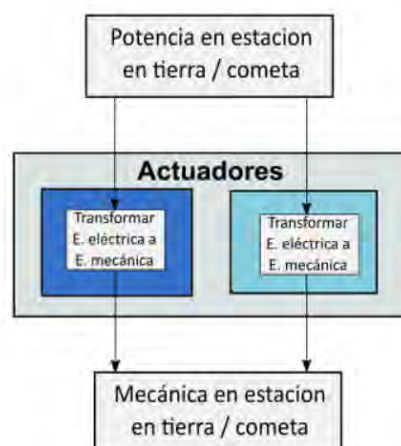 Potencia en estacion
en tierra / cometa
Actuadores
Transformar
E. eléctrica a
E. mecánica
Transformar
E. eléctrica a
E. mecánica
Mecánica en estacion
en tierra / cometa